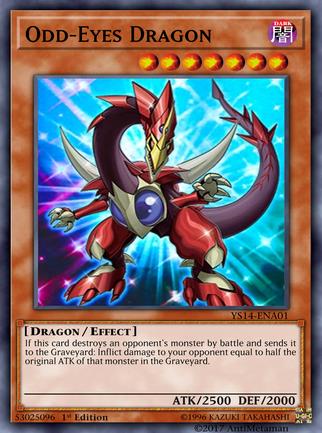 ODD-EYES DRAGON
DARK
闇
YS14-ENA01
[DRAGON / EFFECT]
If this card destroys an opponent's monster by battle and sends
it to the Graveyard: Inflict damage to your opponent equal to half
the original ATK of that monster in the Graveyard.
ATK/2500 DEF/2000
53025096 1st Edition ©1996 KAZUKI TAKAHASHI
©2017 AntiMetaman